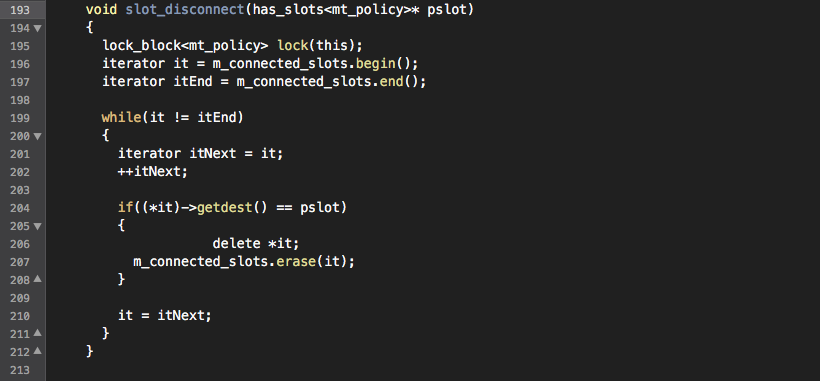 193 void slot_disconnect(has_slots<mt_policy>* pslot)
194 {
195 lock_block<mt_policy> lock(this);
196 iterator it = m_connected_slots.begin();
197 iterator itEnd = m_connected_slots.end();
198
199 while(it != itEnd)
200 {
201 iterator itNext = it;
202 ++itNext;
203
204 if((*it)->getdest() == pslot)
205 {
206 delete *it;
207 m_connected_slots.erase(it);
208 }
209
210 it = itNext;
211 }
212 }
213